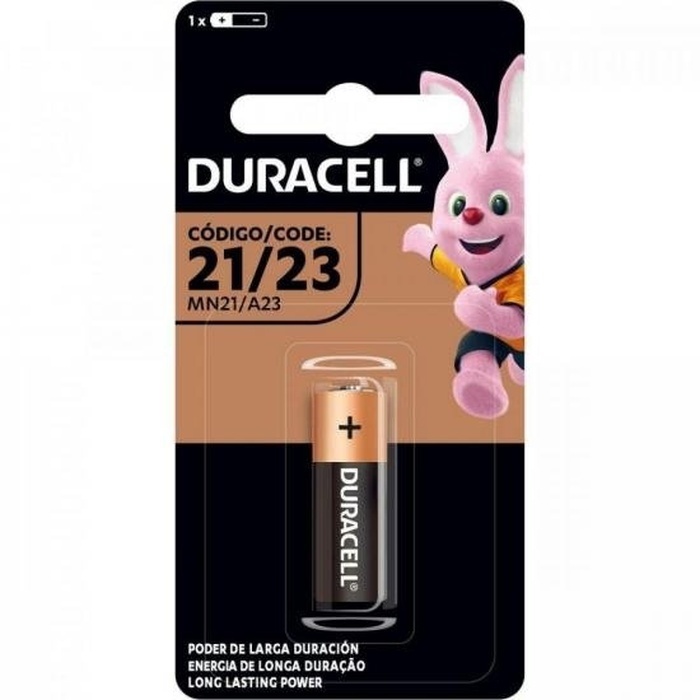 1 x + -
DURACELL®
CÓDIGO/CODE:
21/23
MN21/A23
+
DURACELL®
PODER DE LARGA DURACIÓN
ENERGIA DE LONGA DURAÇÃO
LONG LASTING POWER